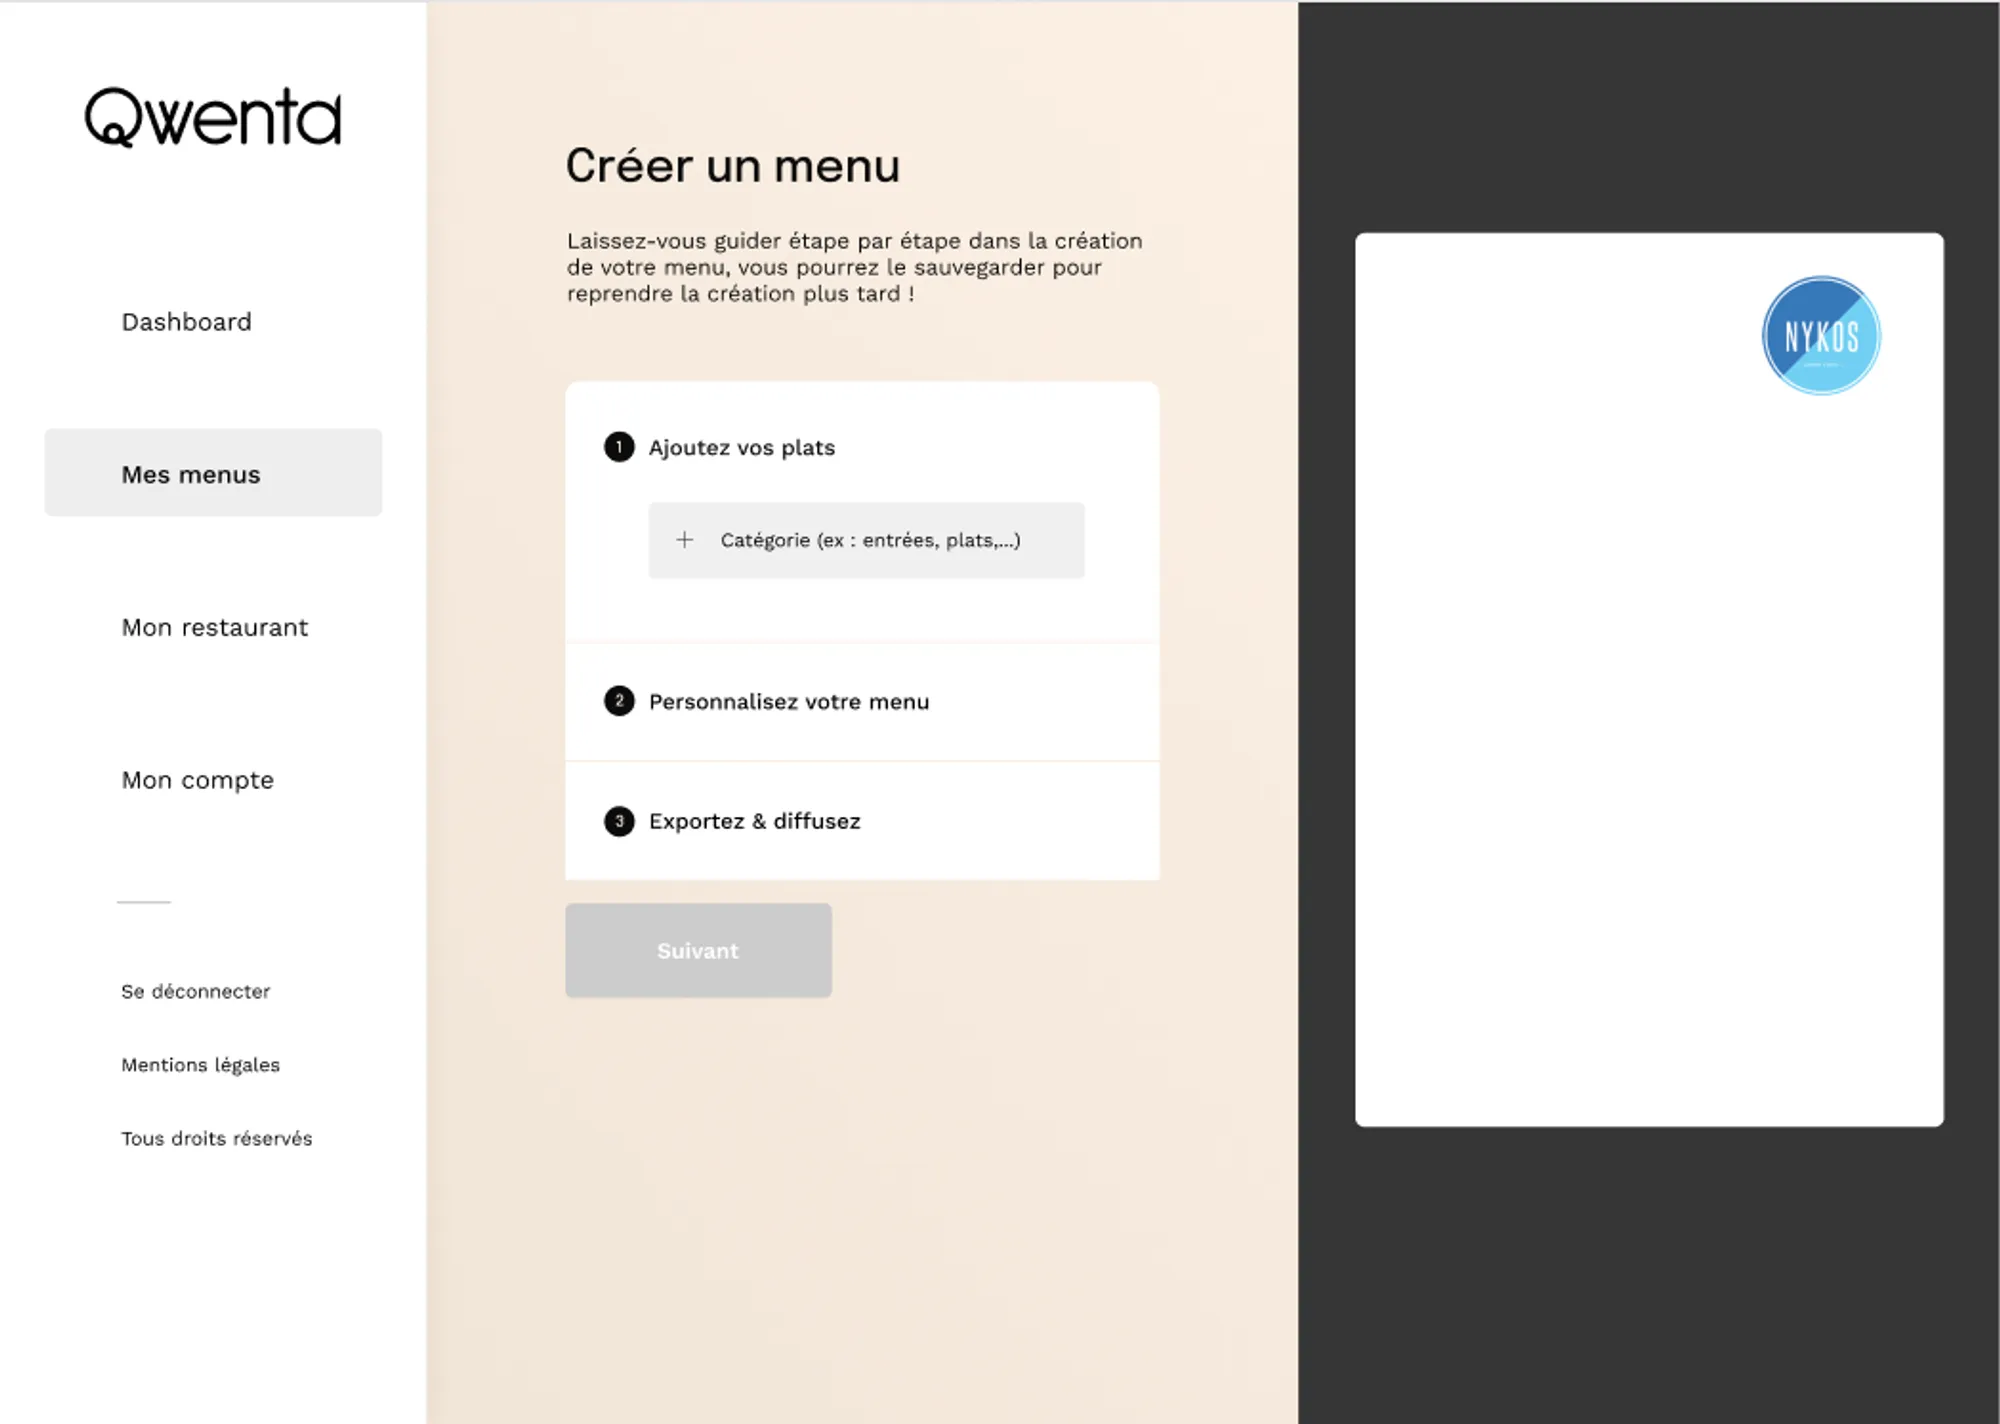 Qwenta
Dashboard
Mes menus
Mon restaurant
Mon compte
Se déconnecter
Mentions légales
Tous droits réservés
Créer un menu
Laissez-vous guider étape par étape dans la création
de votre menu, vous pourrez le sauvegarder pour
reprendre la création plus tard !
1 Ajoutez vos plats
+ Catégorie (ex : entrées, plats,...)
2 Personnalisez votre menu
3 Exportez & diffusez
Suivant
NYKOS